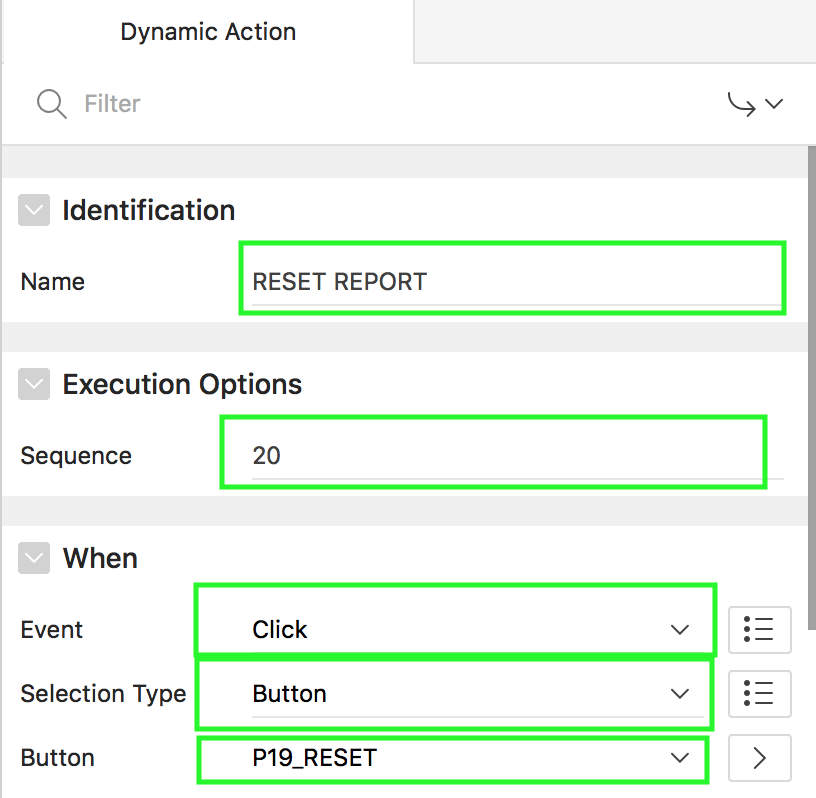 Dynamic Action
Filter
Identification
Name RESET REPORT
Execution Options
Sequence 20
When
Event Click
Selection Type Button
Button P19_RESET